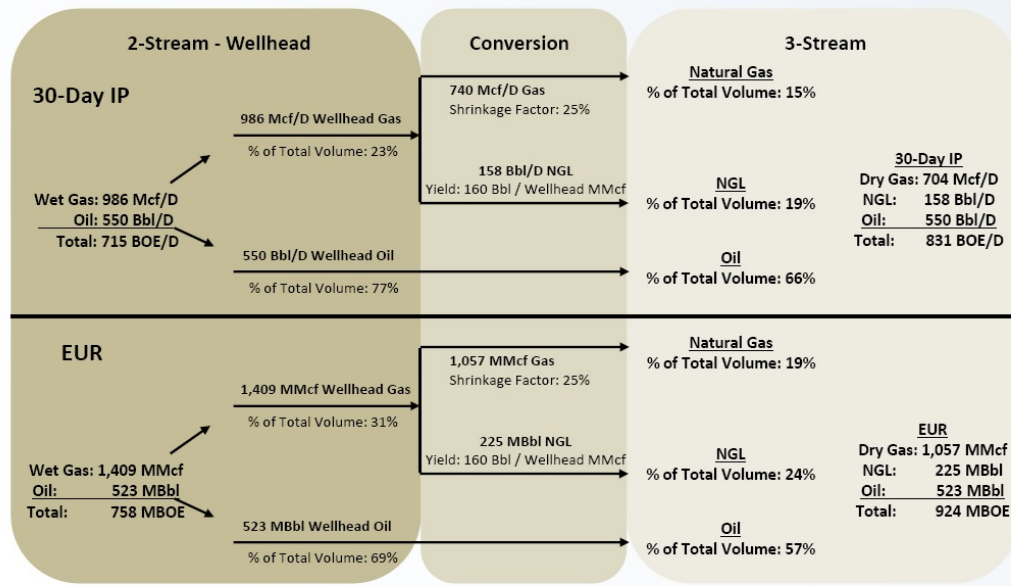 2-Stream - Wellhead
Conversion
3-Stream
30-Day IP
Wet Gas: 986 Mcf/D
Oil: 550 Bbl/D
Total: 715 BOE/D
986 Mcf/D Wellhead Gas
% of Total Volume: 23%
550 Bbl/D Wellhead Oil
% of Total Volume: 77%
740 Mcf/D Gas
Shrinkage Factor: 25%
158 Bbl/D NGL
Yield: 160 Bbl / Wellhead MMcf
Natural Gas
% of Total Volume: 15%
NGL
% of Total Volume: 19%
Oil
% of Total Volume: 66%
30-Day IP
Dry Gas: 704 Mcf/D
NGL: 158 Bbl/D
Oil: 550 Bbl/D
Total: 831 BOE/D
EUR
Wet Gas: 1,409 MMcf
Oil: 523 MBbl
Total: 758 MBOE
1,409 MMcf Wellhead Gas
% of Total Volume: 31%
523 MBbl Wellhead Oil
% of Total Volume: 69%
1,057 MMcf Gas
Shrinkage Factor: 25%
225 MBbl NGL
Yield: 160 Bbl / Wellhead MMcf
Natural Gas
% of Total Volume: 19%
NGL
% of Total Volume: 24%
Oil
% of Total Volume: 57%
EUR
Dry Gas: 1,057 MMcf
NGL: 225 MBbl
Oil: 523 MBbl
Total: 924 MBOE